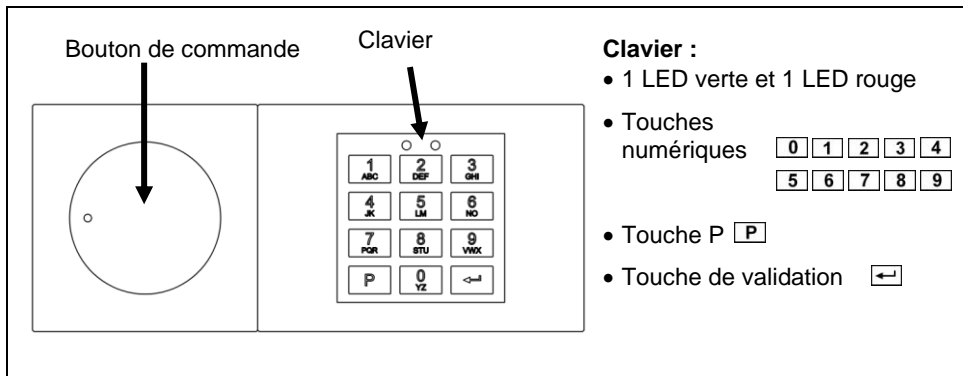 Bouton de commande
Clavier
1 2 3
ABC DEF GHI
4 5 6
JK LM NO
7 8 9
PQR STU VWX
P 0
YZ
Clavier :
• 1 LED verte et 1 LED rouge
• Touches
numériques 0 1 2 3 4
5 6 7 8 9
• Touche P P
• Touche de validation